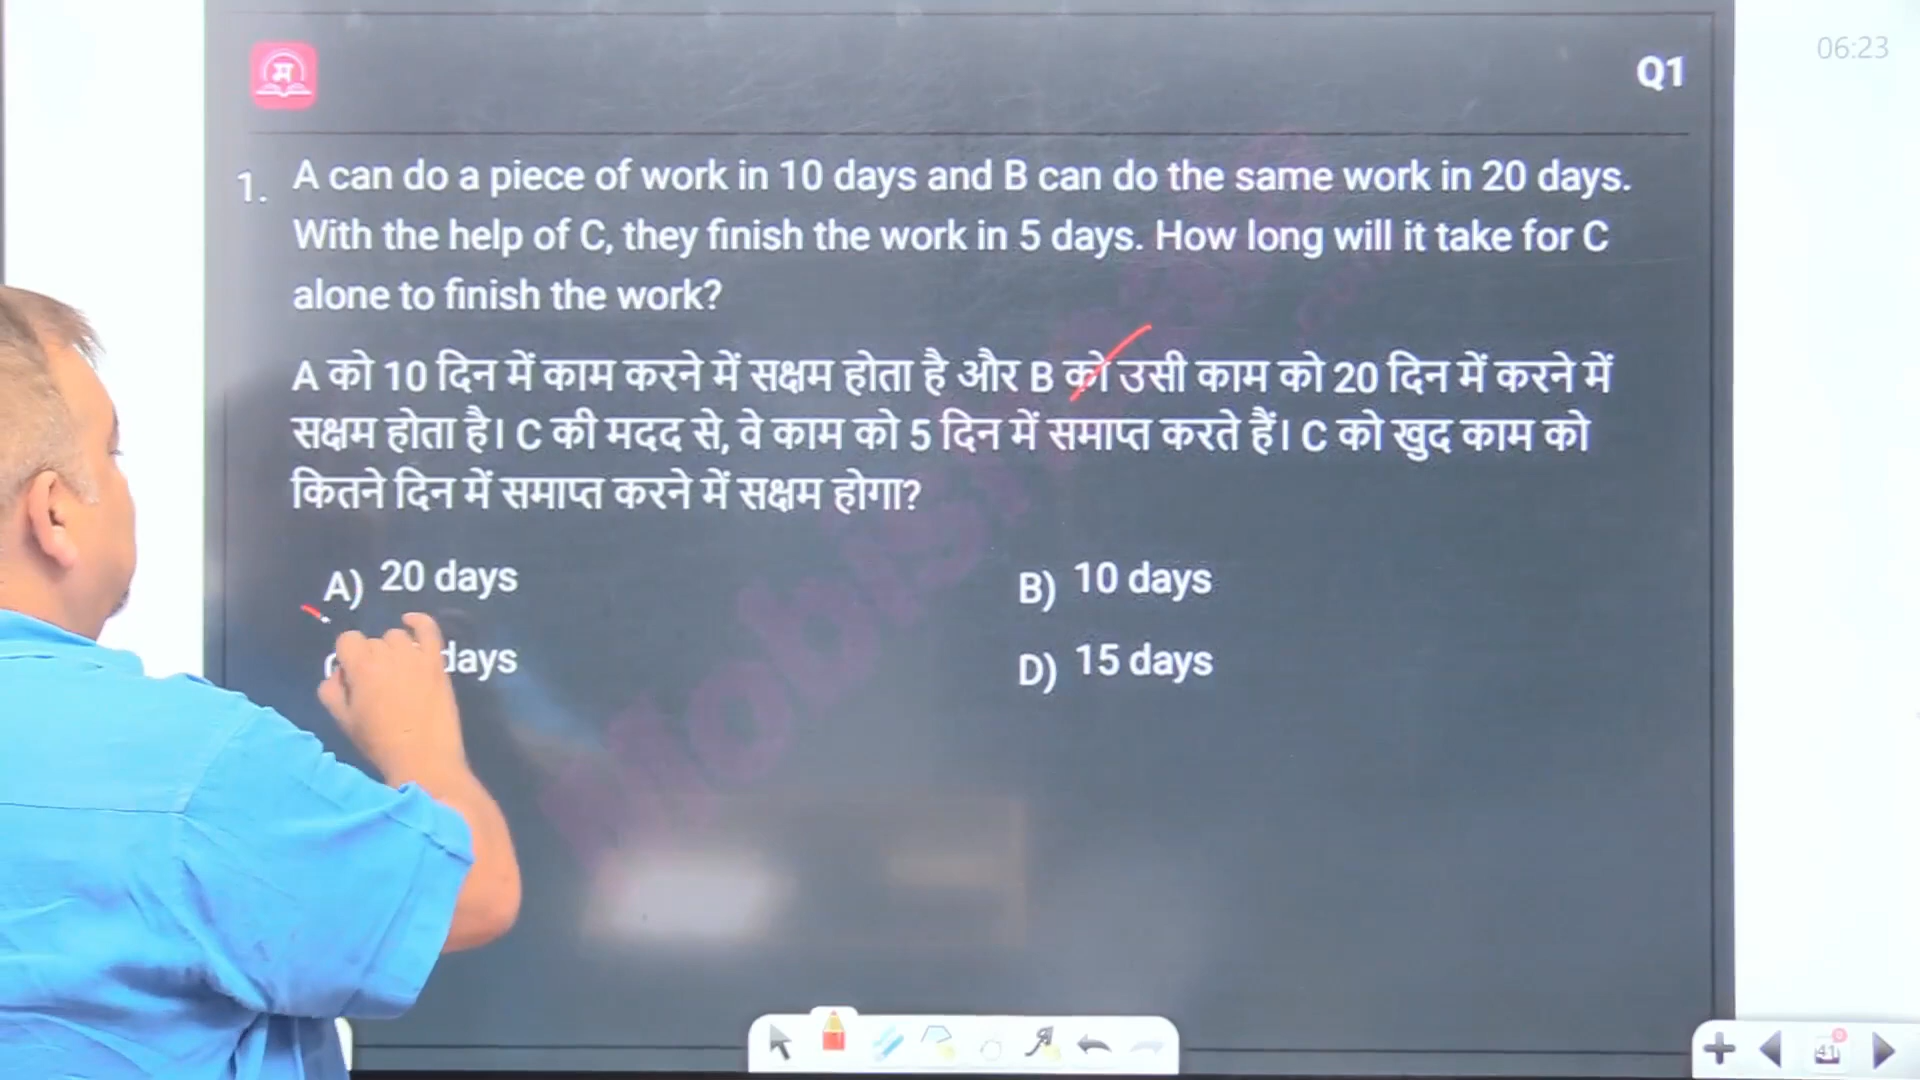 म
Q1
06:23
1. A can do a piece of work in 10 days and B can do the same work in 20 days.
With the help of C, they finish the work in 5 days. How long will it take for C
alone to finish the work?
A को 10 दिन में काम करने में सक्षम होता है और B को उसी काम को 20 दिन में करने में
सक्षम होता है। C की मदद से, वे काम को 5 दिन में समाप्त करते हैं। C को खुद काम को
कितने दिन में समाप्त करने में सक्षम होगा?
A) 20 days
B) 10 days
days
D) 15 days
41